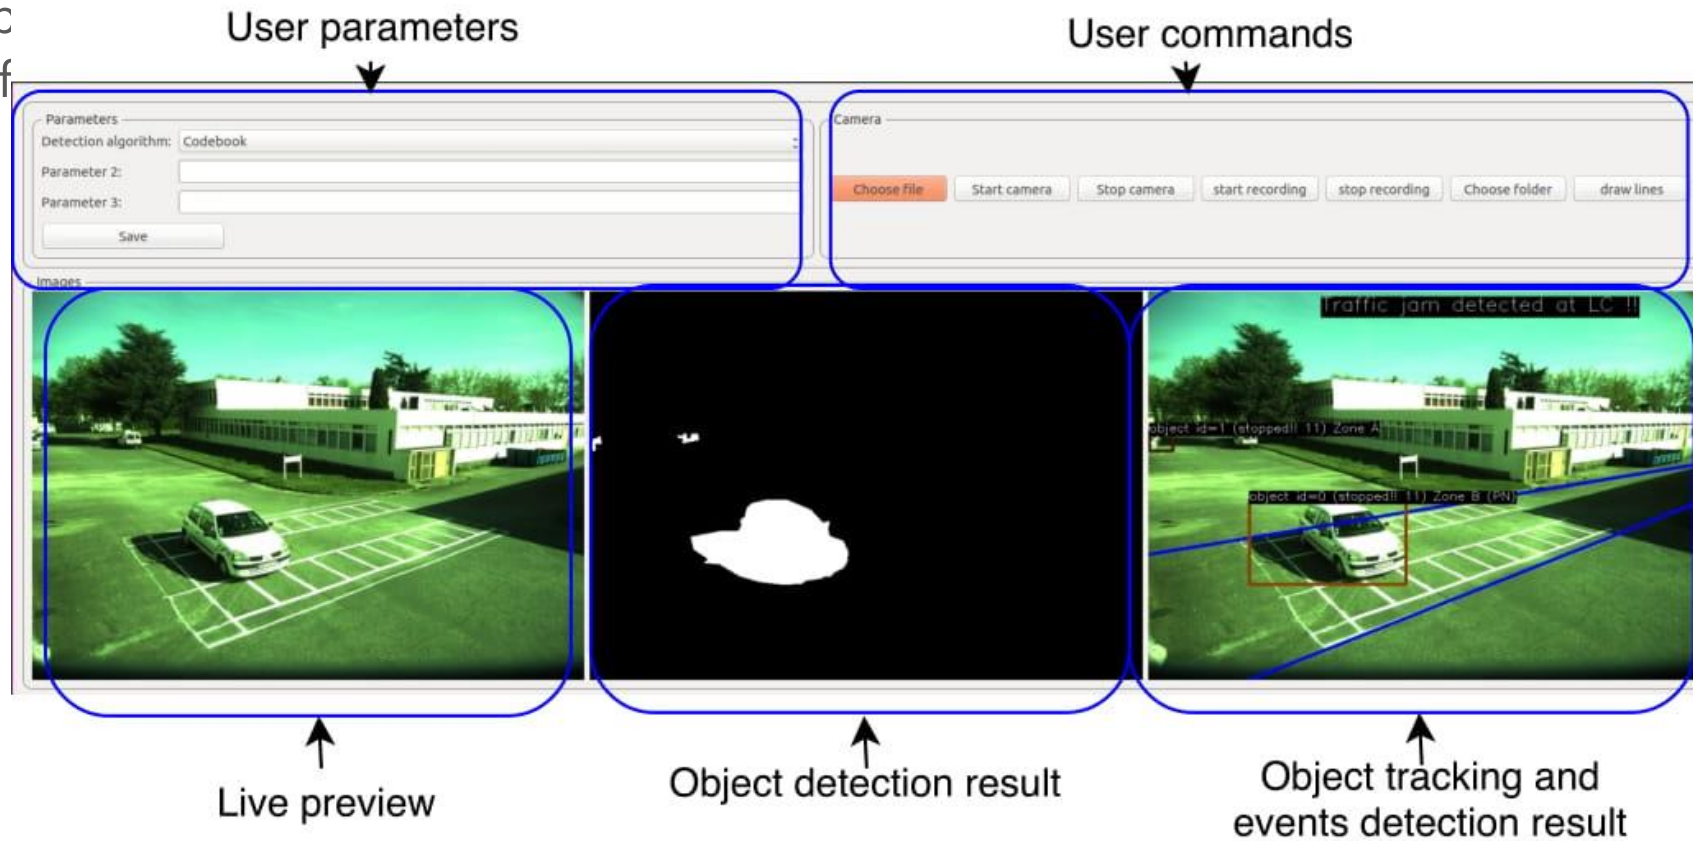 User parameters
User commands
Parameters
Detection algorithm: Codebook
Parameter 2:
Parameter 3:
Save
Camera
Choose file Start camera Stop camera start recording stop recording Choose folder draw lines
Images
Traffic jam detected at LC !!
object id=1 (stopped!! 11) Zone A
object id=0 (stopped!! 11) Zone B (PN)
Live preview
Object detection result
Object tracking and
events detection result